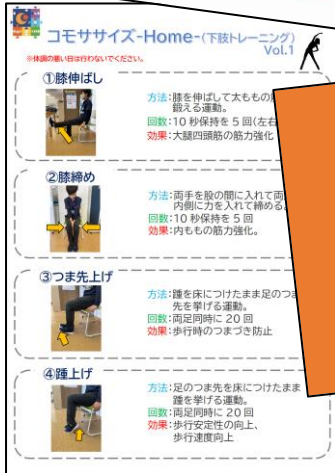 コモササイズ-Home-(下肢トレーニング)
Vol.1
※体調の悪い日は行わないでください。
①膝伸ばし
方法:膝を伸ばして太ももの
鍛える運動。
回数:10秒保持を5回(左右
効果:大腿四頭筋の筋力強化
②膝締め
方法:両手を股の間に入れて両
内側に力を入れて締める。
回数:10秒保持を5回
効果:内ももの筋力強化。
③つま先上げ
方法:踵を床につけたまま足のつま
先を挙げる運動。
回数:両足同時に20回
効果:歩行時のつまづき防止
④踵上げ
方法:足のつま先を床につけたまま
踵を挙げる運動。
回数:両足同時に20回
効果:歩行安定性の向上、
歩行速度向上